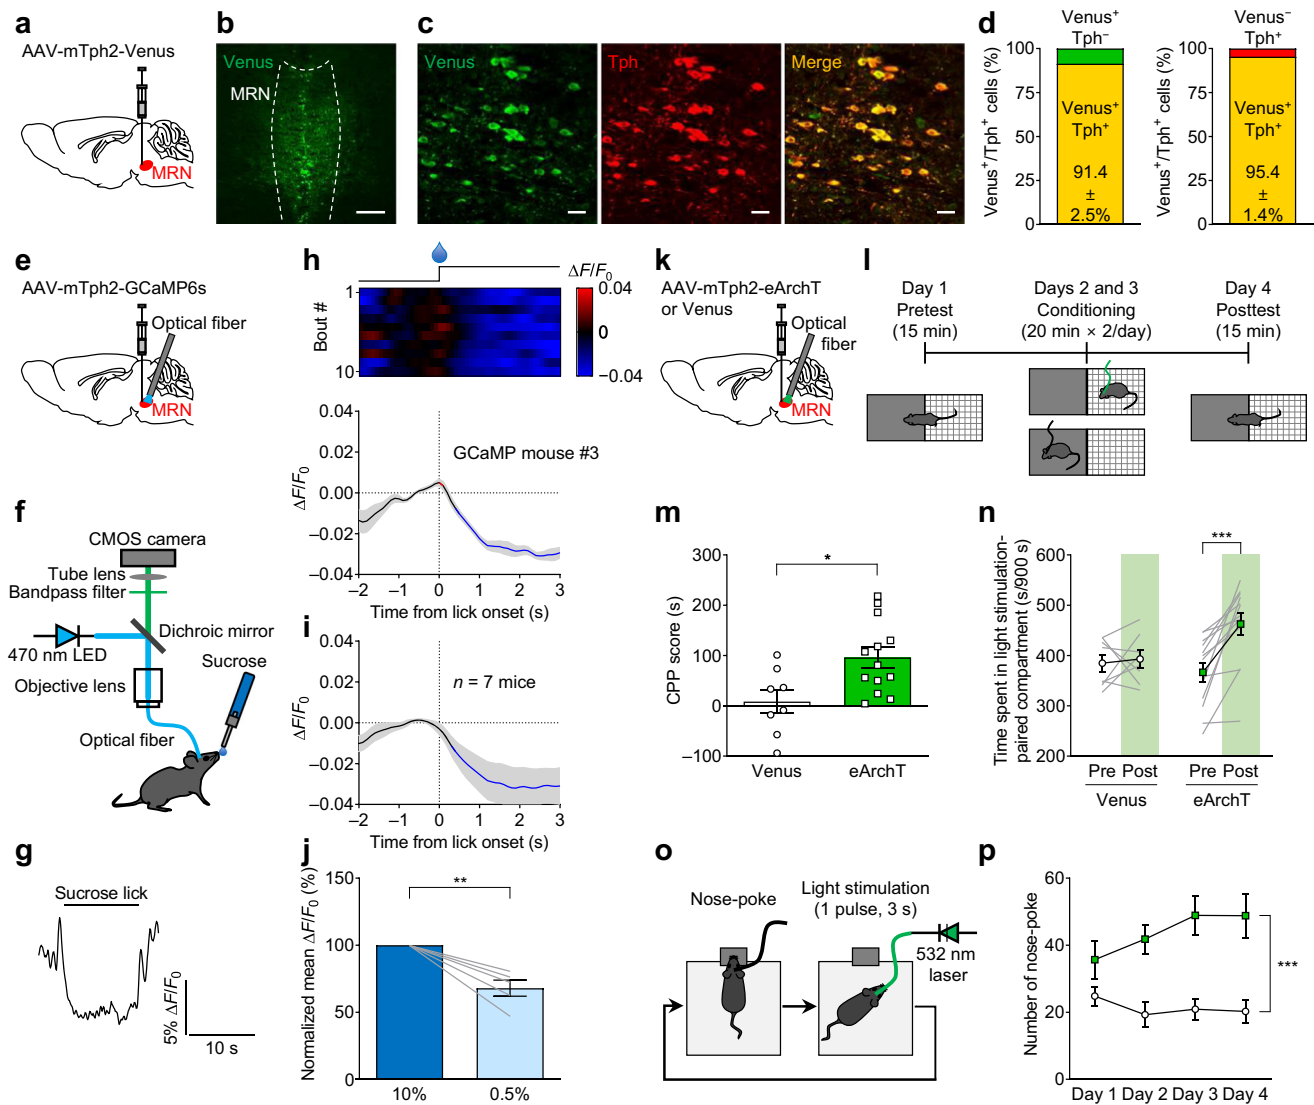 a
AAV-mTph2-Venus
MRN
b
Venus
MRN
c
Venus
Tph
Merge
d
Venus⁺
Tph⁻
Venus⁺/Tph⁺ cells (%)
100
75
50
25
0
Venus⁺
Tph⁺
91.4
±
2.5%
Venus⁻
Tph⁺
Venus⁺/Tph⁺ cells (%)
100
75
50
25
0
Venus⁺
Tph⁺
95.4
±
1.4%
e
AAV-mTph2-GCaMP6s
Optical fiber
MRN
f
CMOS camera
Tube lens
Bandpass filter
Dichroic mirror
470 nm LED
Sucrose
Objective lens
Optical fiber
g
Sucrose lick
5% ΔF/F₀
10 s
h
ΔF/F₀
Bout #
1
10
0.04
0
−0.04
ΔF/F₀
0.04
0.02
0.00
−0.02
−0.04
GCaMP mouse #3
−2 −1 0 1 2 3
Time from lick onset (s)
i
ΔF/F₀
0.04
0.02
0.00
−0.02
−0.04
n = 7 mice
−2 −1 0 1 2 3
Time from lick onset (s)
j
Normalized mean ΔF/F₀ (%)
150
100
50
0
**
10% 0.5%
k
AAV-mTph2-eArchT
or Venus
Optical
fiber
MRN
l
Day 1
Pretest
(15 min)
Days 2 and 3
Conditioning
(20 min × 2/day)
Day 4
Posttest
(15 min)
m
CPP score (s)
300
200
100
0
−100
*
Venus eArchT
n
Time spent in light stimulation-
paired compartment (s/900 s)
600
500
400
300
200
***
Pre Post Pre Post
Venus eArchT
o
Nose-poke
Light stimulation
(1 pulse, 3 s)
532 nm
laser
p
Number of nose-poke
60
40
20
0
***
Day 1 Day 2 Day 3 Day 4